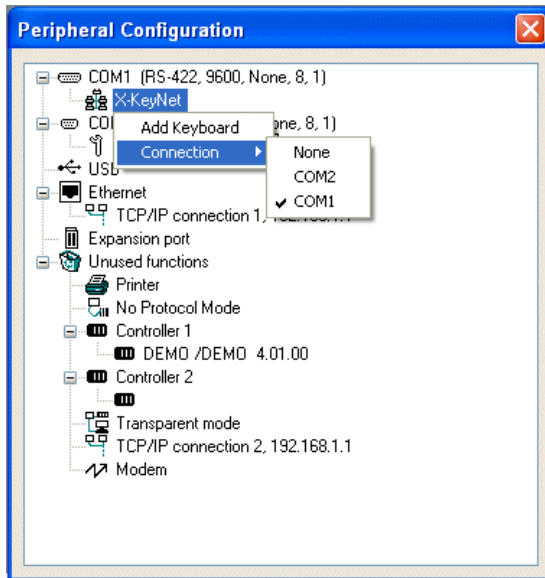 Peripheral Configuration
COM1 (RS-422, 9600, None, 8, 1)
X-KeyNet
Add Keyboard
Connection
None
COM2
COM1
8, 1)
USB
Ethernet
TCP/IP connection 1,
Expansion port
Unused functions
Printer
No Protocol Mode
Controller 1
DEMO /DEMO 4.01.00
Controller 2
Transparent mode
TCP/IP connection 2, 192.168.1.1
Modem